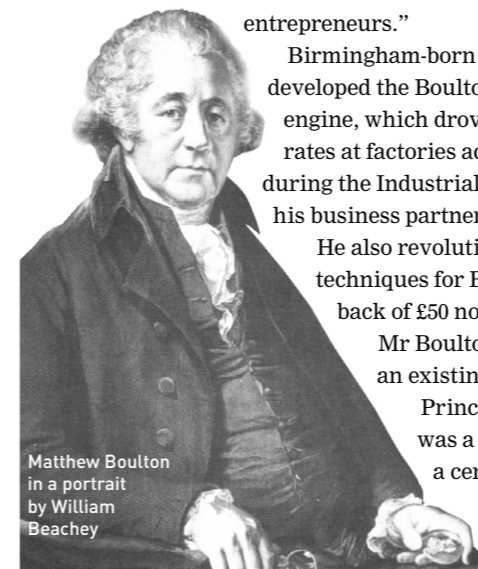 entrepreneurs.”
Birmingham-born
developed the Boulto
engine, which drov
rates at factories ac
during the Industrial
his business partner
He also revoluti
techniques for B
back of £50 no
Mr Boulto
an existin
Princ
was a
a cer
Matthew Boulton
in a portrait
by William
Beachey